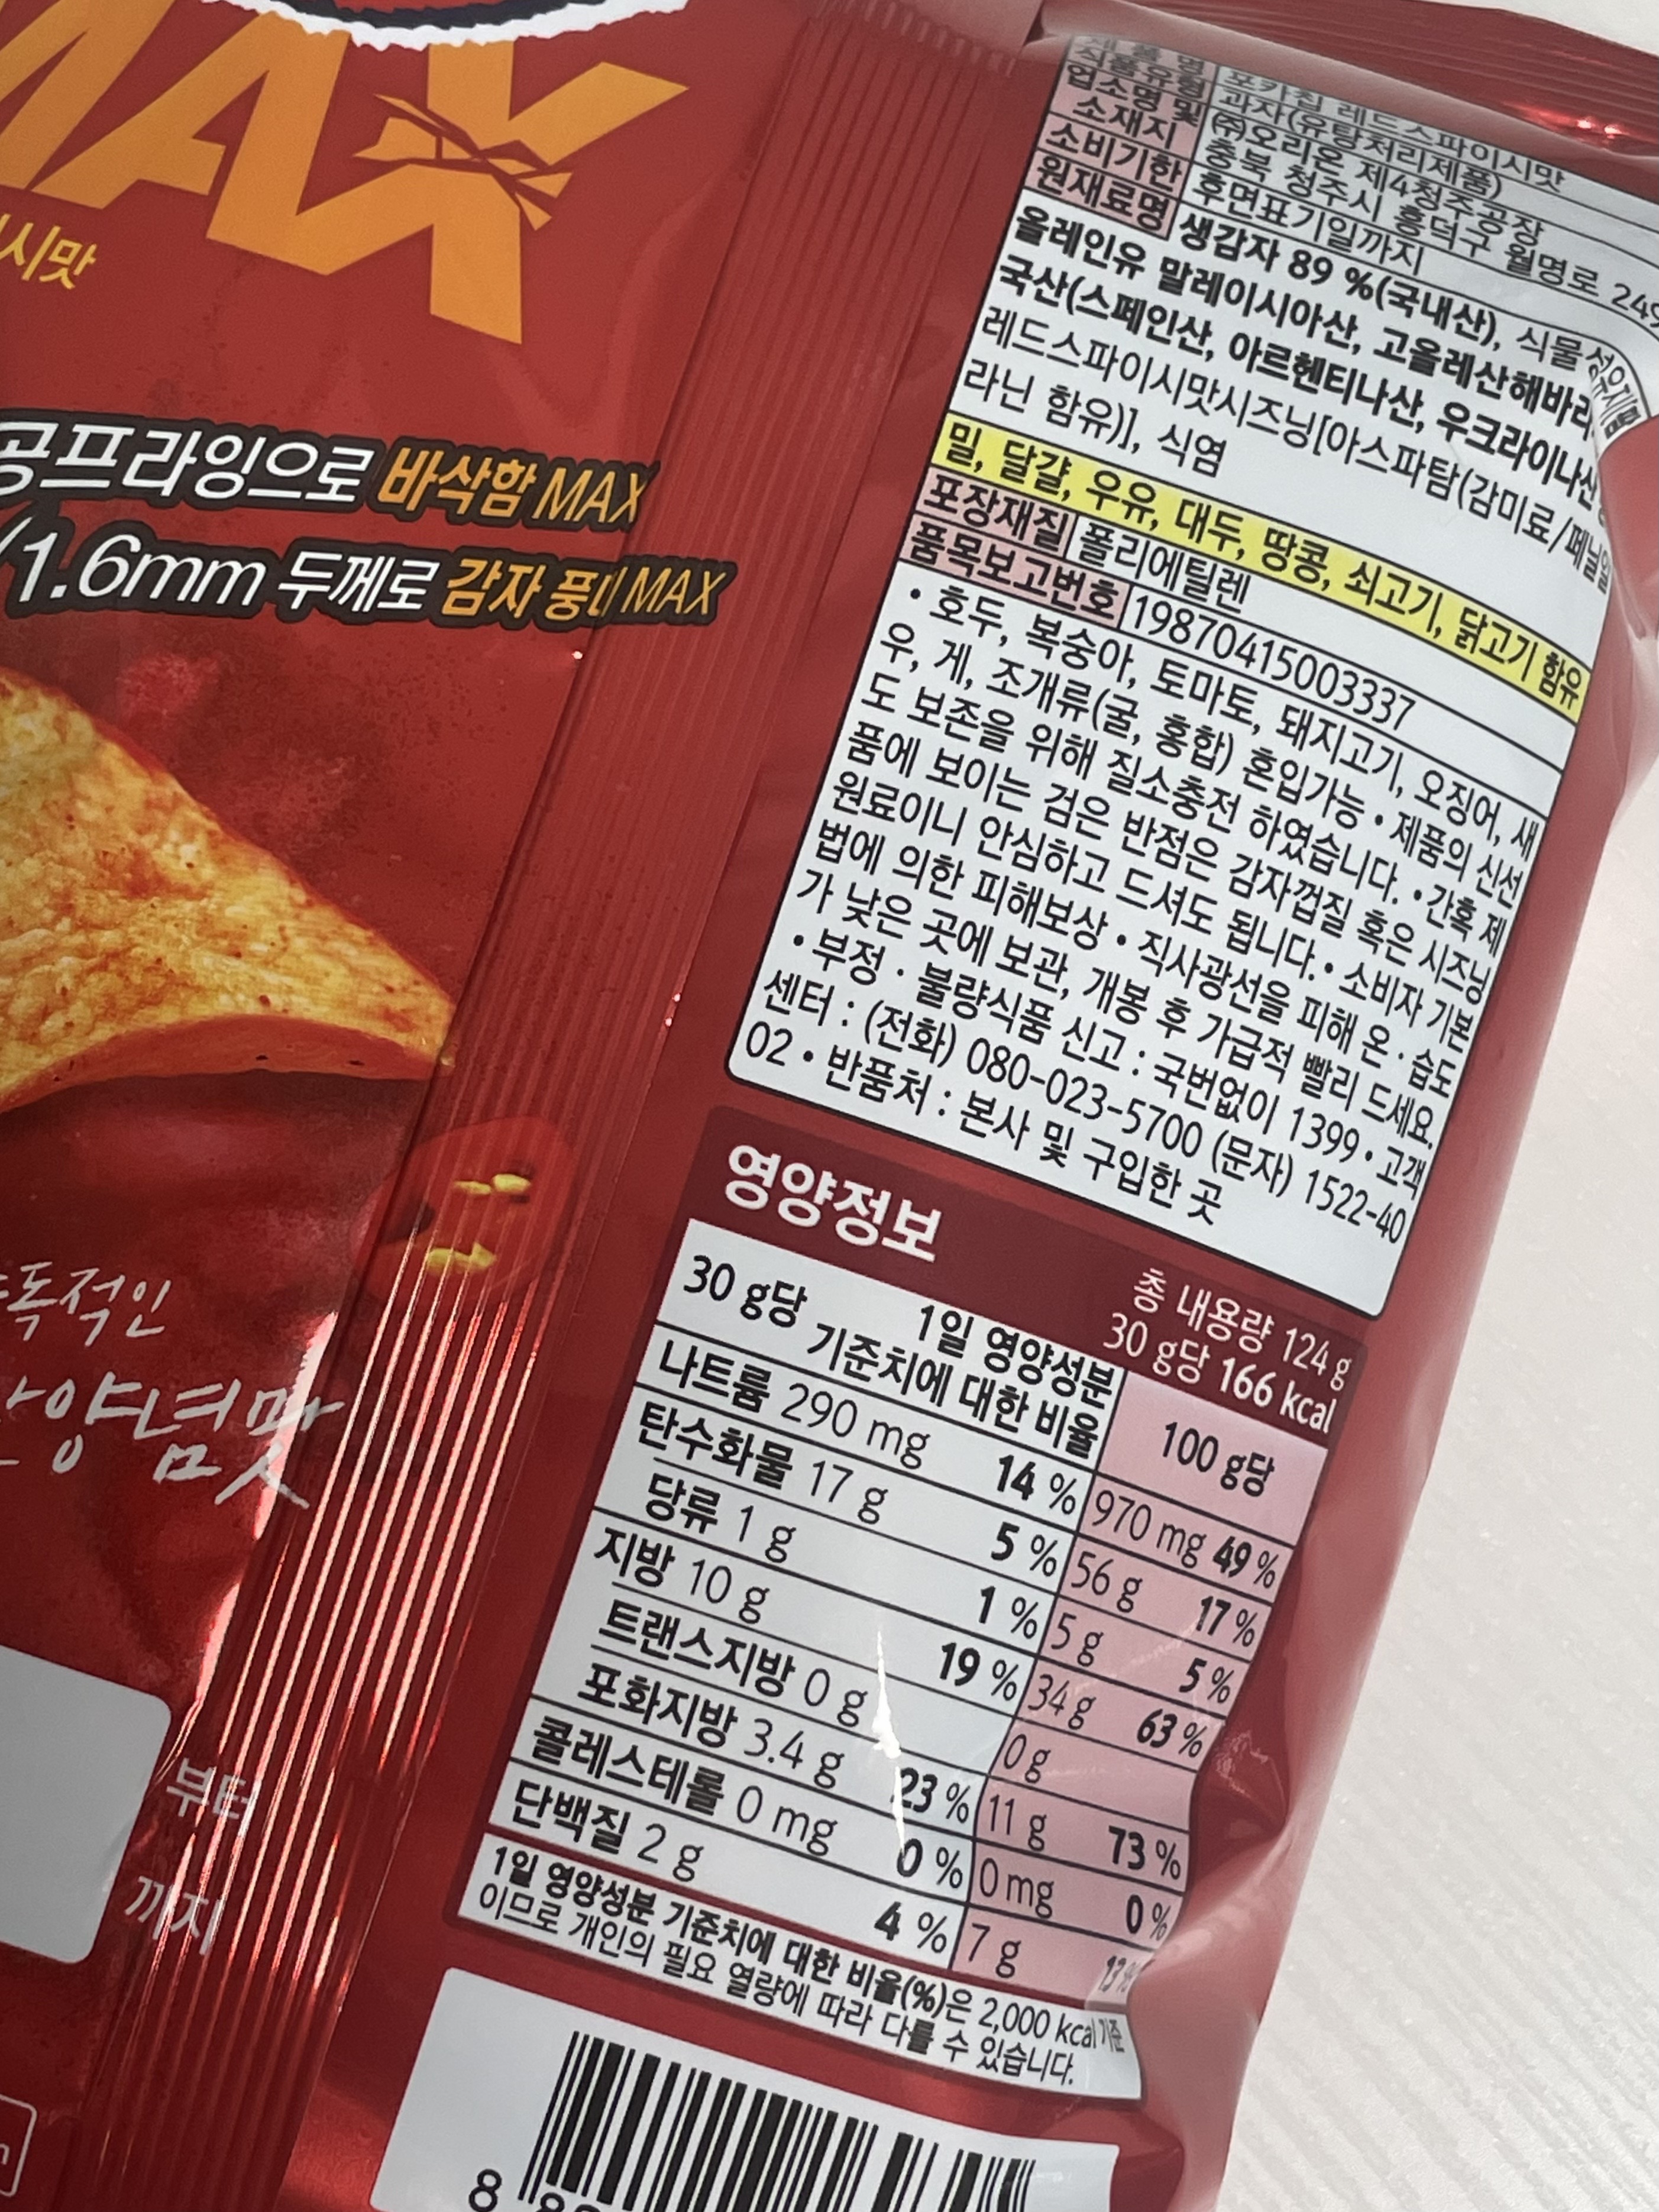 MAX
시맛
공프라잉으로 바삭함 MAX
1.6mm 두께로 감자 풍미 MAX
독적인
양념맛
부터
까지
제품명 포카칩 레드스파이시맛
식품유형 과자(유탕처리제품)
업소명 및 ㈜오리온 제4청주공장
소재지 충북 청주시 흥덕구 월명로 249
소비기한 후면표기일까지
원재료명 생감자 89 %(국내산), 식물성유지
올레인유 말레이시아산, 고올레산해바라
국산(스페인산, 아르헨티나산, 우크라이나산
레드스파이시맛시즈닝[아스파탐(감미료/페닐알
라닌 함유)], 식염
밀, 달걀, 우유, 대두, 땅콩, 쇠고기, 닭고기 함유
포장재질 폴리에틸렌
품목보고번호 19870415003337
• 호두, 복숭아, 토마토, 돼지고기, 오징어, 새
우, 게, 조개류(굴, 홍합) 혼입가능 • 제품의 신선
도 보존을 위해 질소충전 하였습니다. • 간혹 제
품에 보이는 검은 반점은 감자껍질 혹은 시즈닝
원료이니 안심하고 드셔도 됩니다. • 소비자 기본
법에 의한 피해보상 • 직사광선을 피해 온 · 습도
가 낮은 곳에 보관, 개봉 후 가급적 빨리 드세요.
• 부정 · 불량식품 신고 : 국번없이 1399 • 고객
센터 : (전화) 080-023-5700 (문자) 1522-40
02 • 반품처 : 본사 및 구입한 곳
영양정보
총 내용량 124 g
30 g당 166 kcal
30 g당 1일 영양성분
기준치에 대한 비율 100 g당
나트륨 290 mg 14 % 970 mg 49 %
탄수화물 17 g 5 % 56 g 17 %
당류 1 g 1 % 5 g 5 %
지방 10 g 19 % 34 g 63 %
트랜스지방 0 g 0 g
포화지방 3.4 g 23 % 11 g 73 %
콜레스테롤 0 mg 0 % 0 mg 0 %
단백질 2 g 4 % 7 g 13 %
1일 영양성분 기준치에 대한 비율(%)은 2,000 kcal 기준
이므로 개인의 필요 열량에 따라 다를 수 있습니다.
8